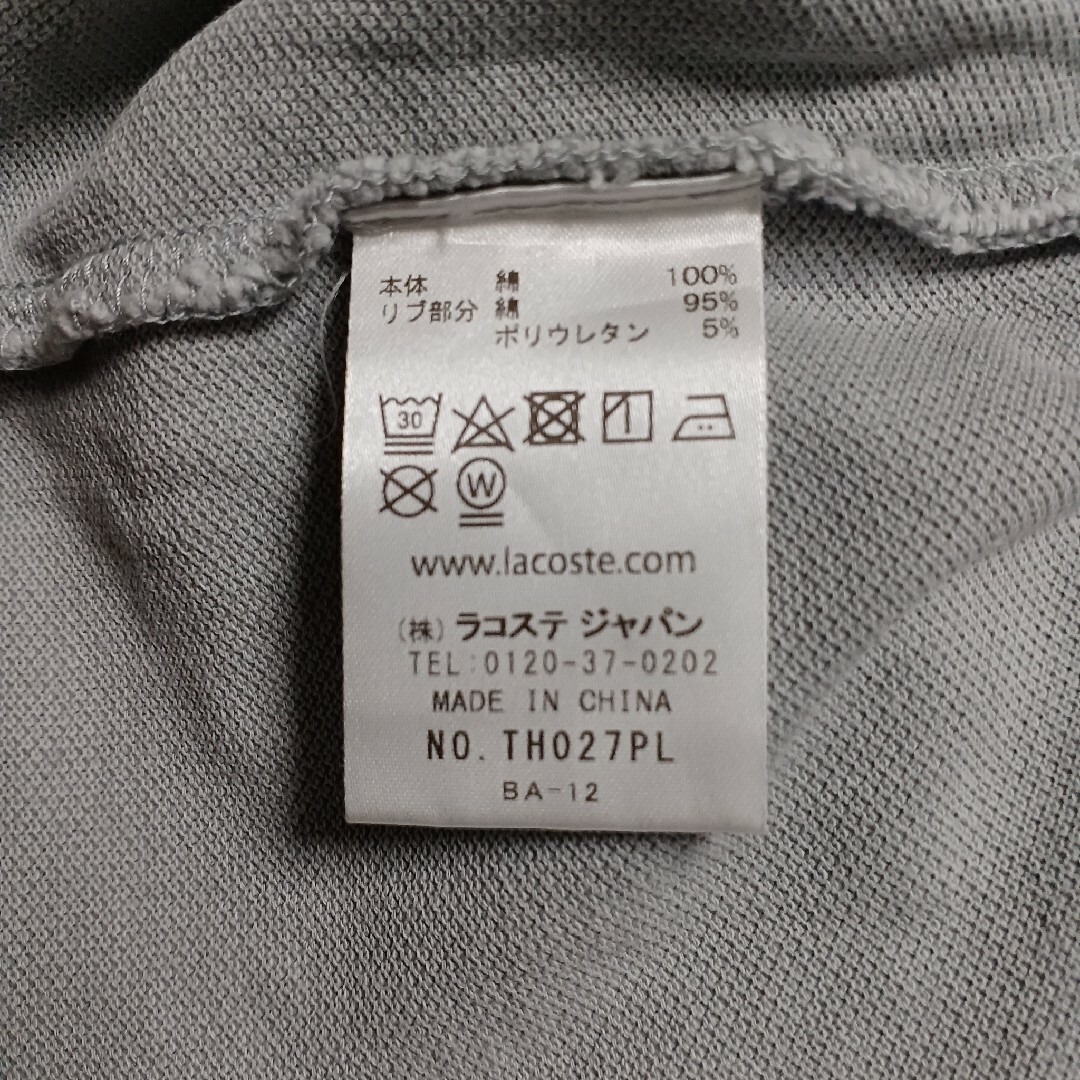 本体 綿 100%
リブ部分 綿 95%
ポリウレタン 5%
30
W
www.lacoste.com
(株) ラコステ ジャパン
TEL:0120-37-0202
MADE IN CHINA
NO. TH027PL
BA-12